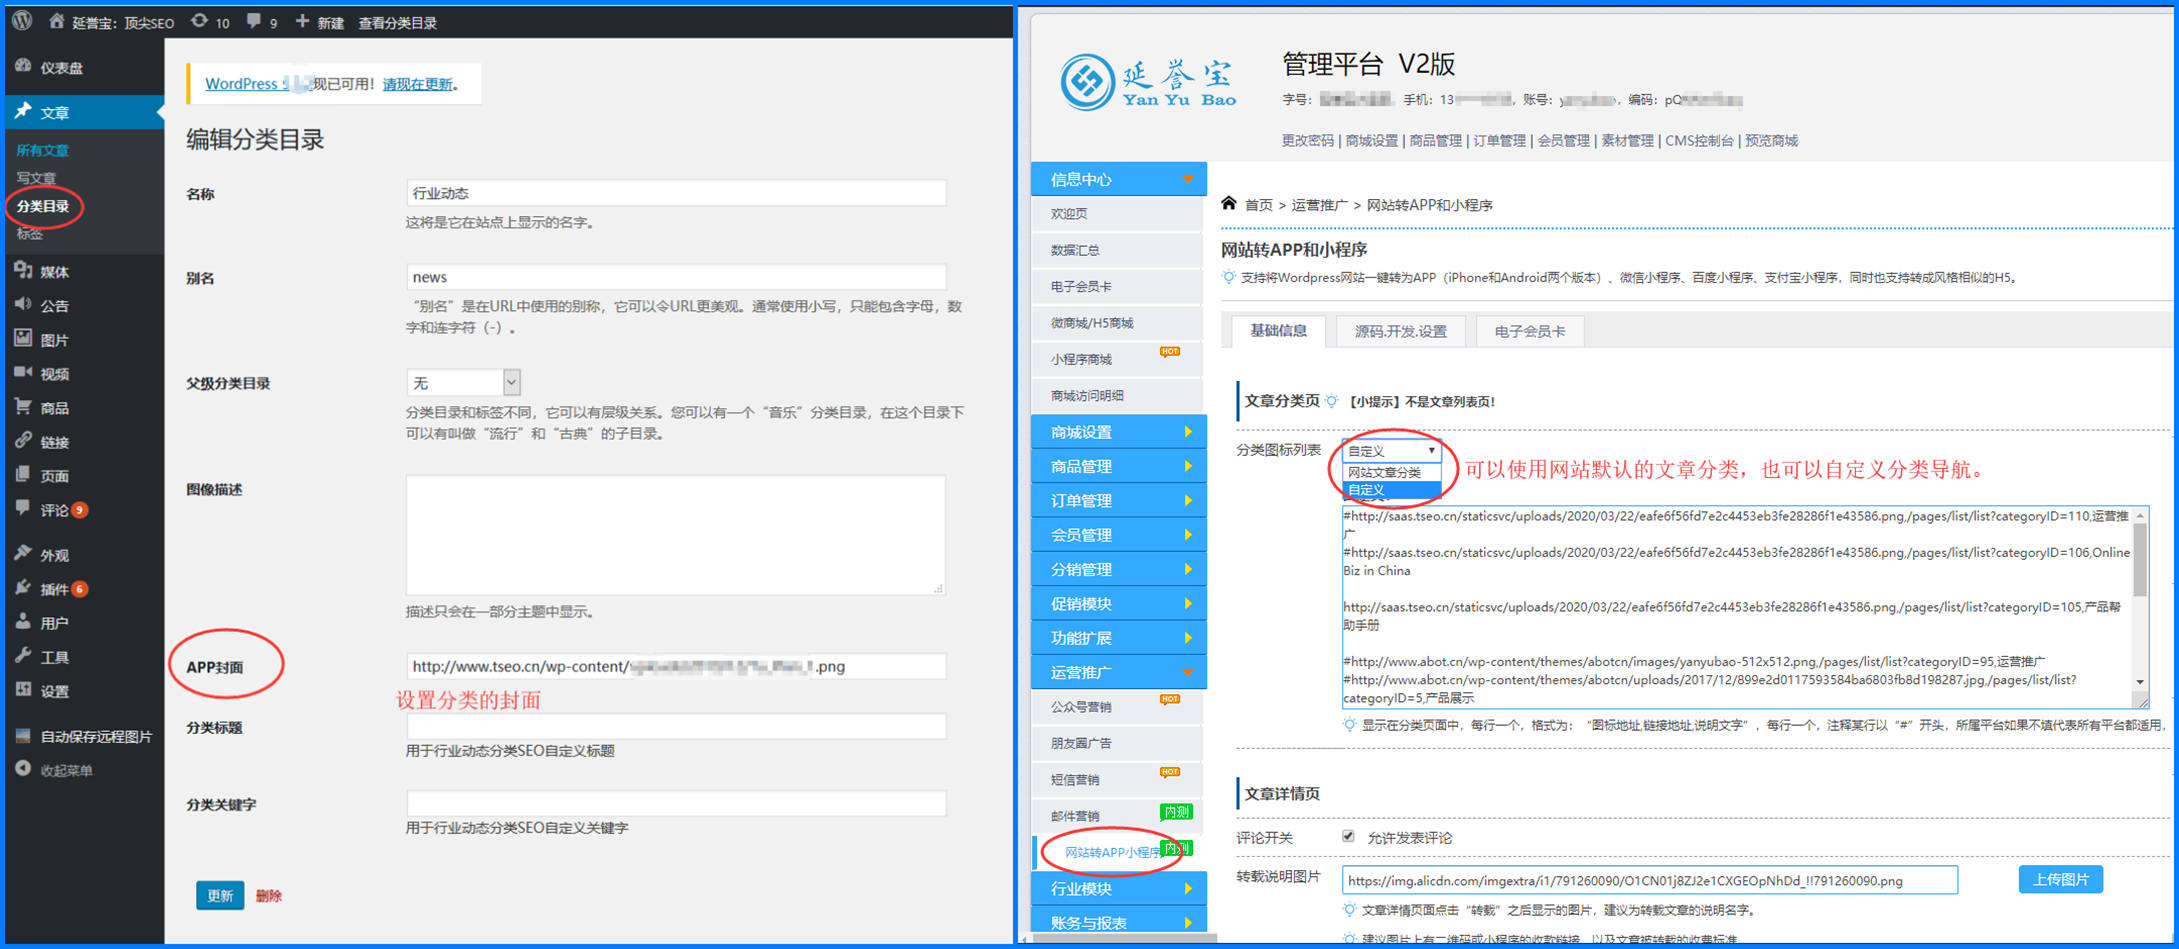 延誉宝：顶尖SEO 10 9 新建 查看分类目录
仪表盘
文章
所有文章
写文章
分类目录
标签
媒体
公告
图片
视频
商品
链接
页面
评论 9
外观
插件 6
用户
工具
设置
自动保存远程图片
收起菜单
WordPress 现已可用！请现在更新。
编辑分类目录
名称
行业动态
这将是它在站点上显示的名字。
别名
news
“别名”是在URL中使用的别称，它可以令URL更美观。通常使用小写，只能包含字母，数
字和连字符（-）。
父级分类目录
无
分类目录和标签不同，它可以有层级关系。您可以有一个“音乐”分类目录，在这个目录下
可以有叫做“流行”和“古典”的子目录。
图像描述
描述只会在一部分主题中显示。
APP封面
http://www.tseo.cn/wp-content/ .png
设置分类的封面
分类标题
用于行业动态分类SEO自定义标题
分类关键字
用于行业动态分类SEO自定义关键字
更新 删除
延誉宝
Yan Yu Bao
管理平台 V2版
字号： 手机：13 ，账号：y ，编码：pQ
更改密码 | 商城设置 | 商品管理 | 订单管理 | 会员管理 | 素材管理 | CMS控制台 | 预览商城
信息中心
欢迎页
数据汇总
电子会员卡
微商城/H5商城
小程序商城 HOT
商城访问明细
商城设置
商品管理
订单管理
会员管理
分销管理
促销模块
功能扩展
运营推广
公众号营销 HOT
朋友圈广告
短信营销 HOT
邮件营销 内测
网站转APP小程序 内测
行业模块
账务与报表
首页 > 运营推广 > 网站转APP和小程序
网站转APP和小程序
支持将Wordpress网站一键转为APP（iPhone和Android两个版本）、微信小程序、百度小程序、支付宝小程序，同时也支持转成风格相似的H5。
基础信息 源码.开发.设置 电子会员卡
文章分类页 【小提示】不是文章列表页！
分类图标列表
自定义
网站文章分类
自定义
可以使用网站默认的文章分类，也可以自定义分类导航。
#http://saas.tseo.cn/staticsvc/uploads/2020/03/22/eafe6f56fd7e2c4453eb3fe28286f1e43586.png,/pages/list/list?categoryID=110,运营推
广
#http://saas.tseo.cn/staticsvc/uploads/2020/03/22/eafe6f56fd7e2c4453eb3fe28286f1e43586.png,/pages/list/list?categoryID=106,Online
Biz in China
http://saas.tseo.cn/staticsvc/uploads/2020/03/22/eafe6f56fd7e2c4453eb3fe28286f1e43586.png,/pages/list/list?categoryID=105,产品帮
助手册
#http://www.abot.cn/wp-content/themes/abotcn/images/yanyubao-512x512.png,/pages/list/list?categoryID=95,运营推广
#http://www.abot.cn/wp-content/themes/abotcn/uploads/2017/12/899e2d0117593584ba6803fb8d198287.jpg,/pages/list/list?
categoryID=5,产品展示
显示在分类页面中，每行一个，格式为：“图标地址,链接地址,说明文字”，每行一个，注释某行以“#”开头，所属平台如果不填代表所有平台都适用，
文章详情页
评论开关 允许发表评论
转载说明图片
https://img.alicdn.com/imgextra/i1/791260090/O1CN01j8ZJ2e1CXGEOpNhDd_!!791260090.png
上传图片
文章详情页面点击“转载”之后显示的图片，建议为转载文章的说明名字。
建议图片上有二维码或小程序的收款链接，以及文章被转载的收费标准